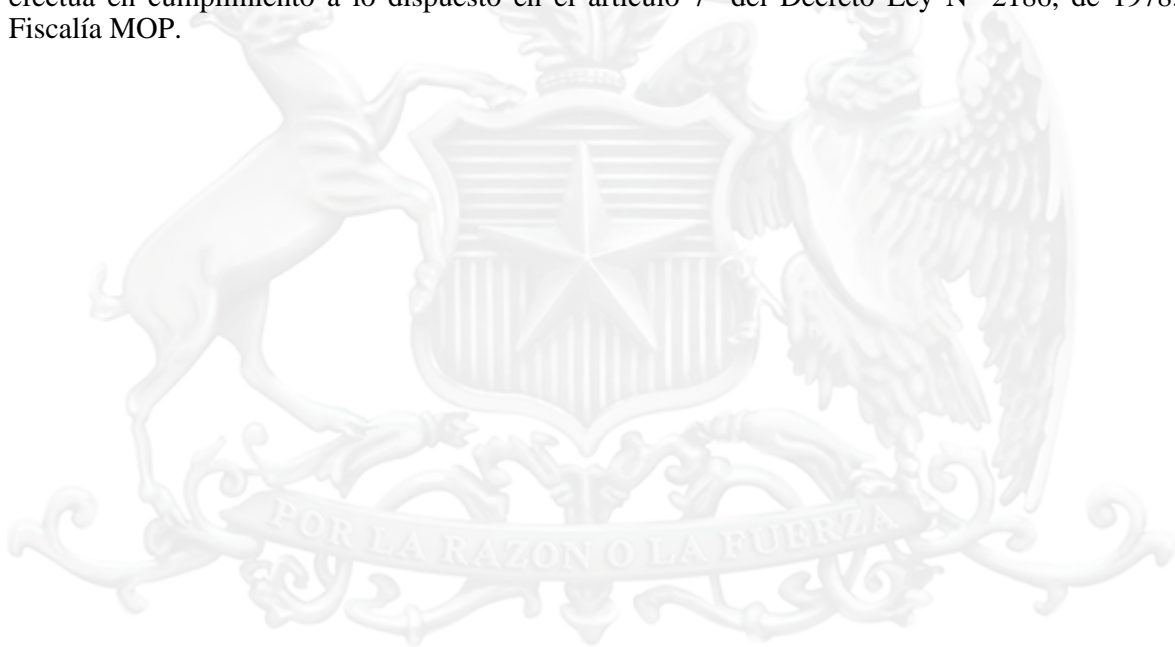 efectúa en cumplimiento a lo dispuesto en el artículo 7° del Decreto Ley N° 2186, de 1978.
Fiscalía MOP.
POR LA RAZON O LA FUERZA